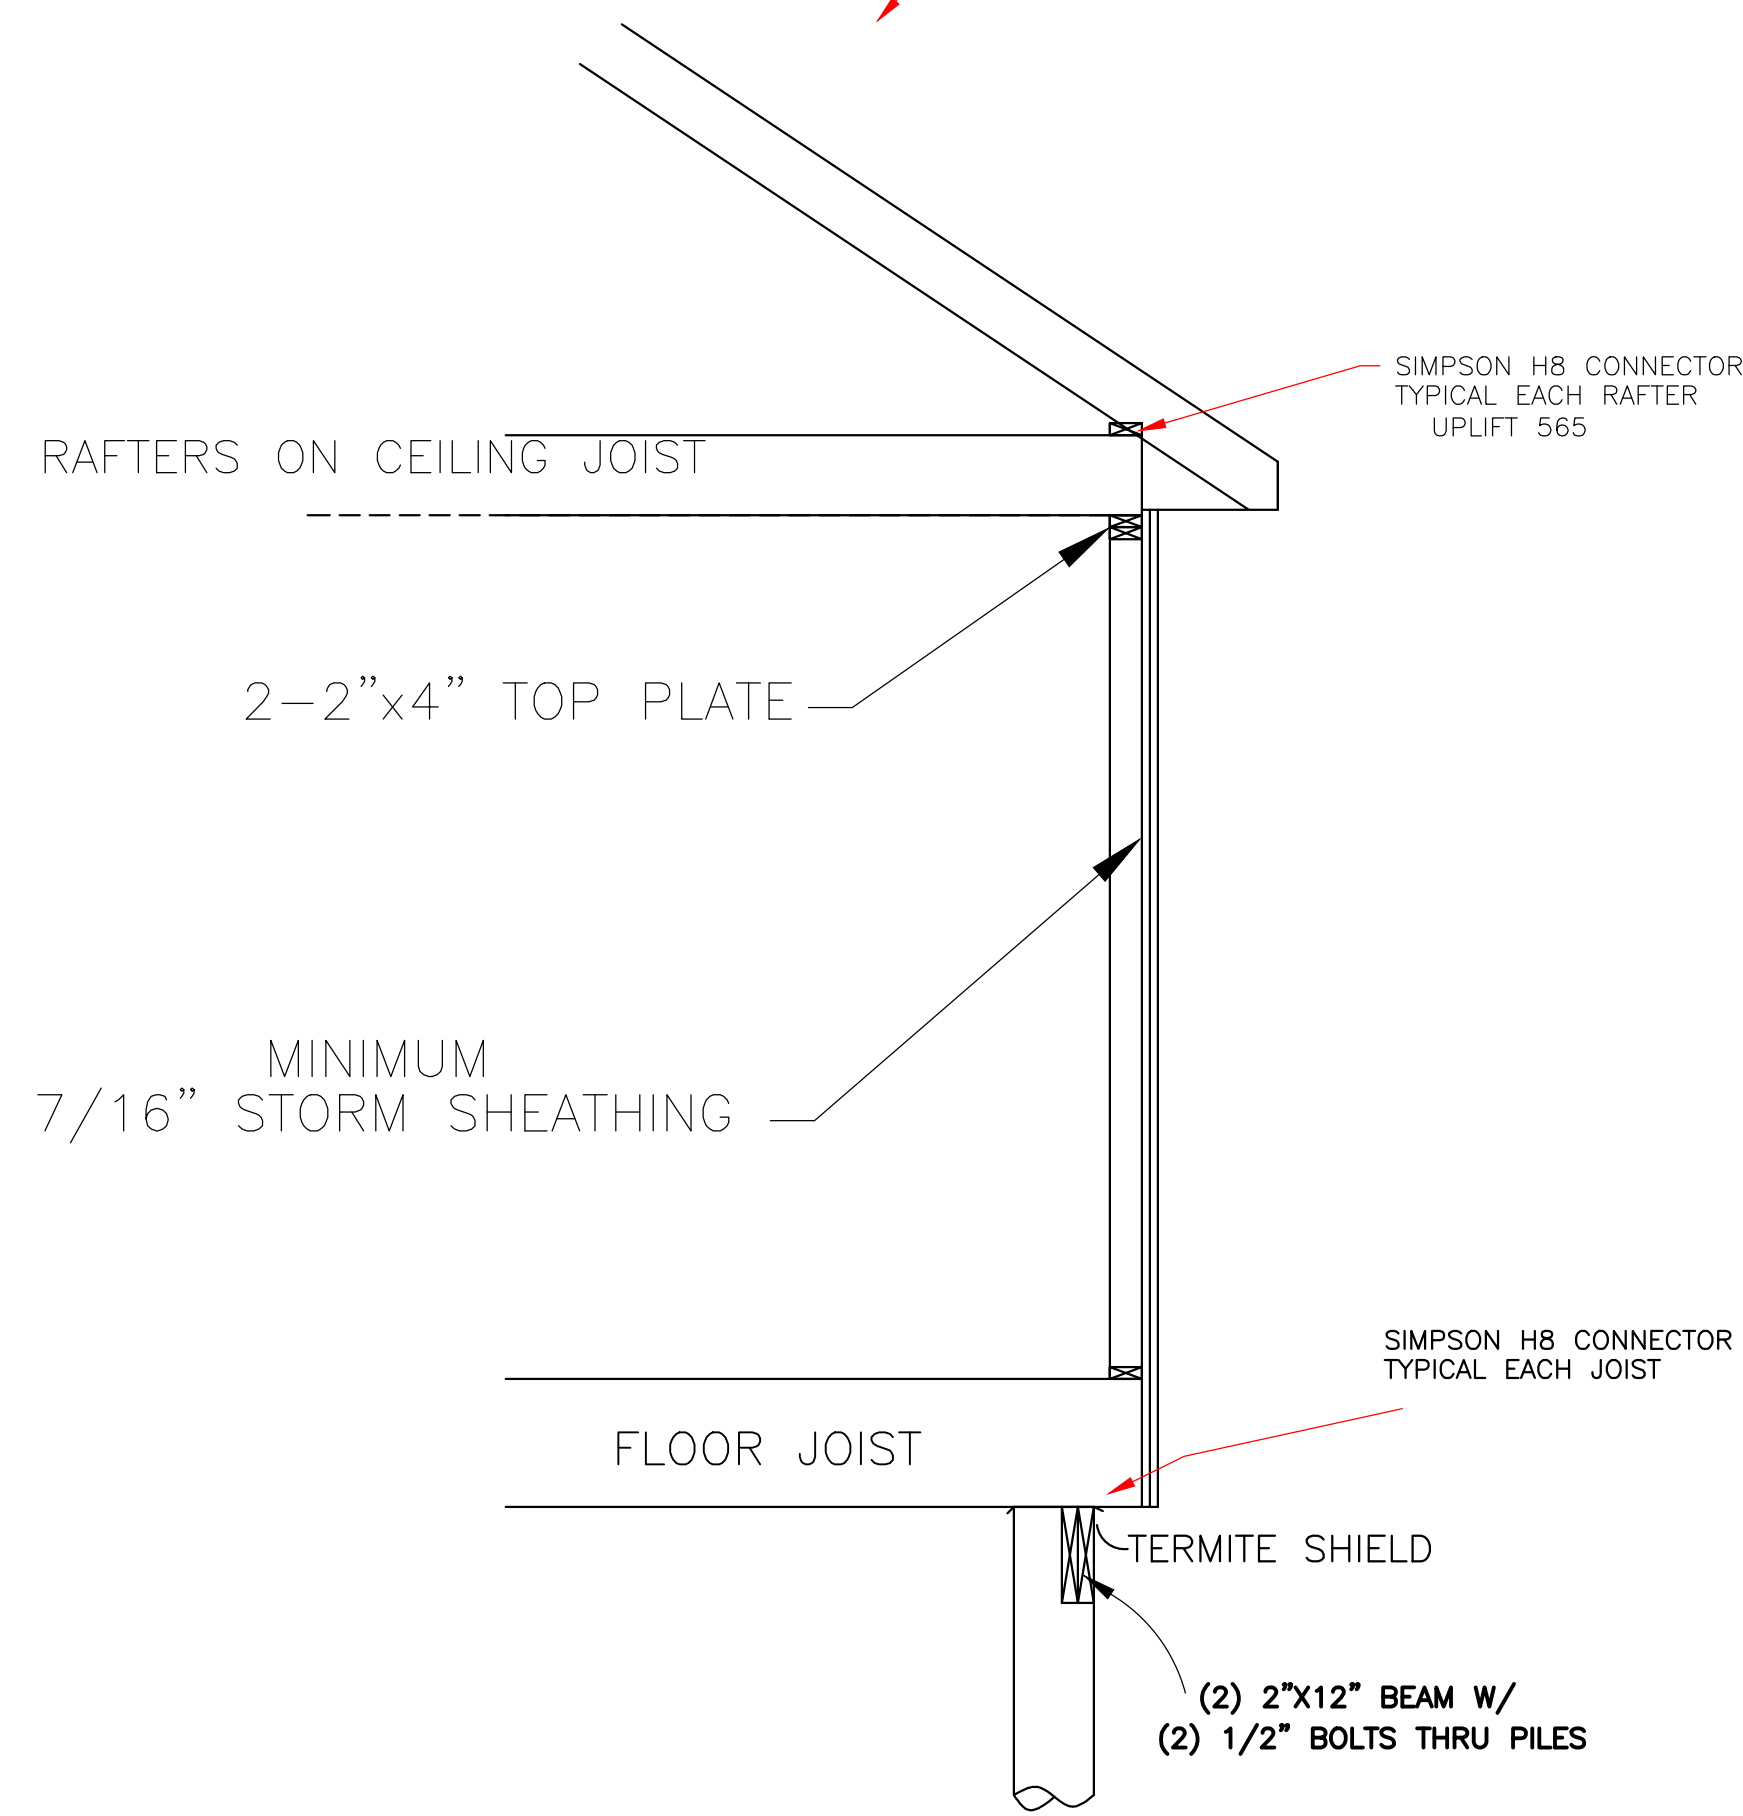 SIMPSON H8 CONNECTOR
TYPICAL EACH RAFTER
UPLIFT 565
RAFTERS ON CEILING JOIST
2-2”x4” TOP PLATE
MINIMUM
7/16” STORM SHEATHING
SIMPSON H8 CONNECTOR
TYPICAL EACH JOIST
FLOOR JOIST
TERMITE SHIELD
(2) 2”X12” BEAM W/
(2) 1/2” BOLTS THRU PILES